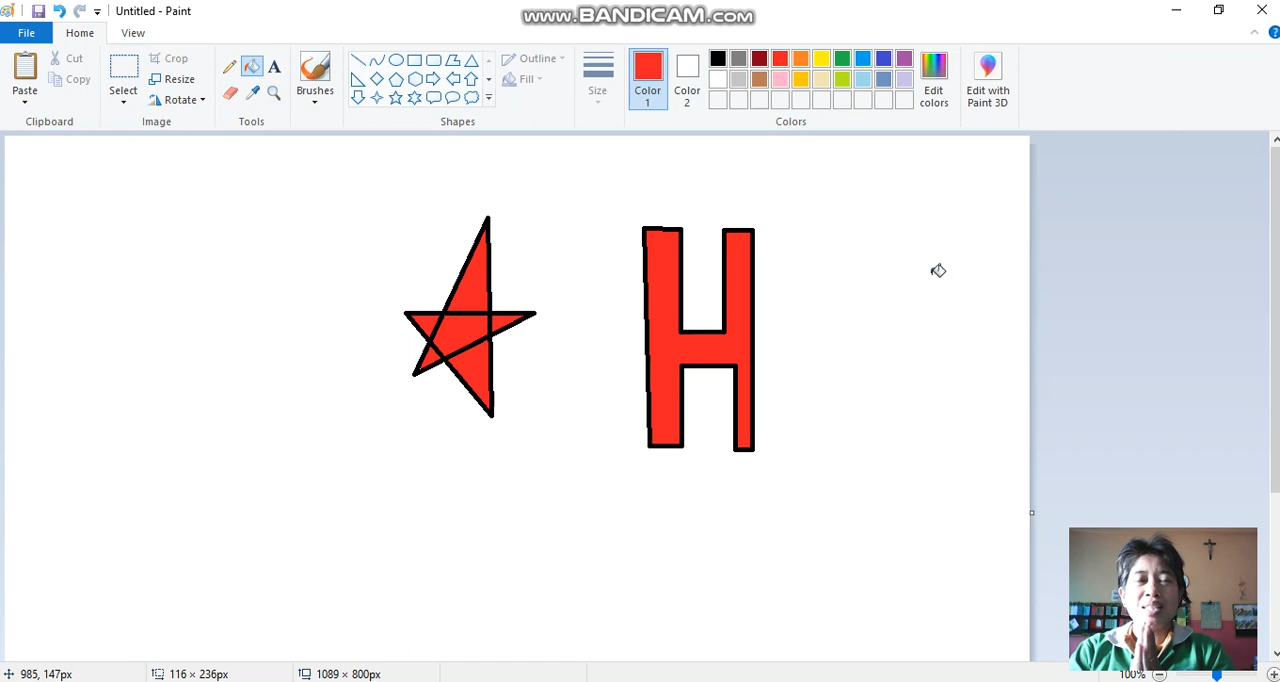 Untitled - Paint
www.BANDICAM.com
File
Home
View
Paste
Cut
Copy
Clipboard
Select
Crop
Resize
Rotate
Image
A
Tools
Brushes
Outline
Fill
Shapes
Size
Color 1
Color 2
Edit colors
Colors
Edit with Paint 3D
H
985, 147px
116 × 236px
1089 × 800px
100%